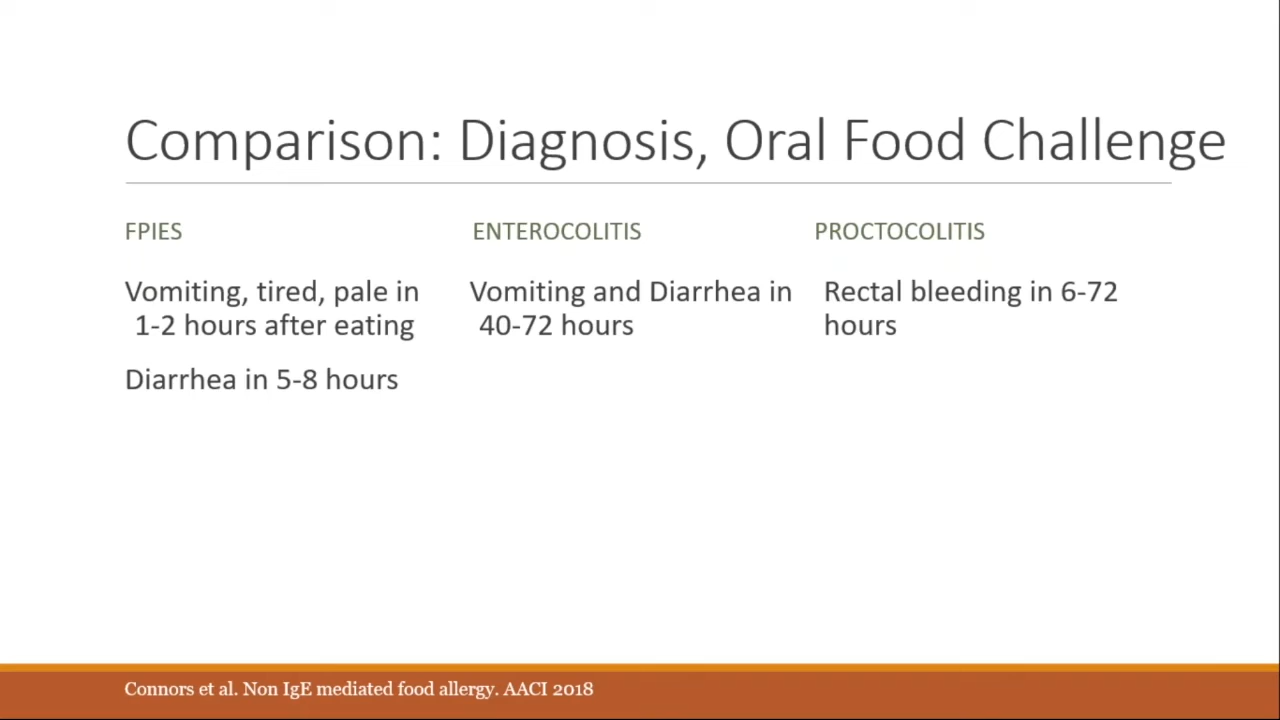 Comparison: Diagnosis, Oral Food Challenge
FPIES
Vomiting, tired, pale in
1-2 hours after eating
Diarrhea in 5-8 hours
ENTEROCOLITIS
Vomiting and Diarrhea in
40-72 hours
PROCTOCOLITIS
Rectal bleeding in 6-72
hours
Connors et al. Non IgE mediated food allergy. AACI 2018